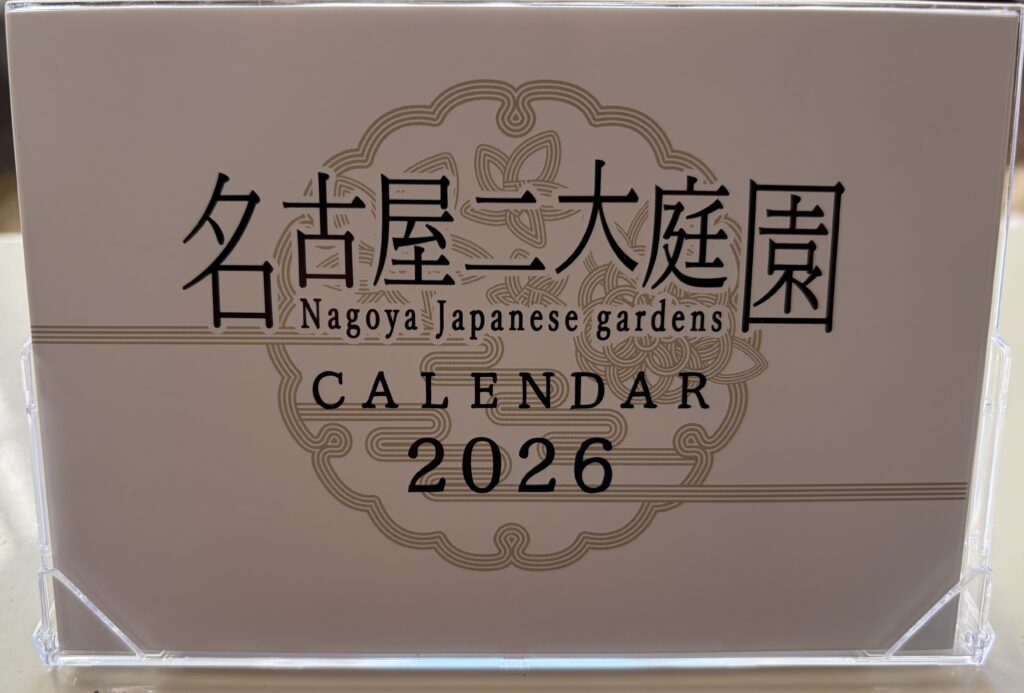 名古屋二大庭園
Nagoya Japanese gardens
CALENDAR
2026